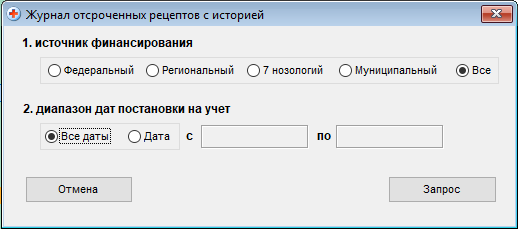 Журнал отсроченных рецептов с историей
1. источник финансирования
Федеральный Региональный 7 нозологий Муниципальный Все
2. диапазон дат постановки на учет
Все даты Дата с по
Отмена Запрос